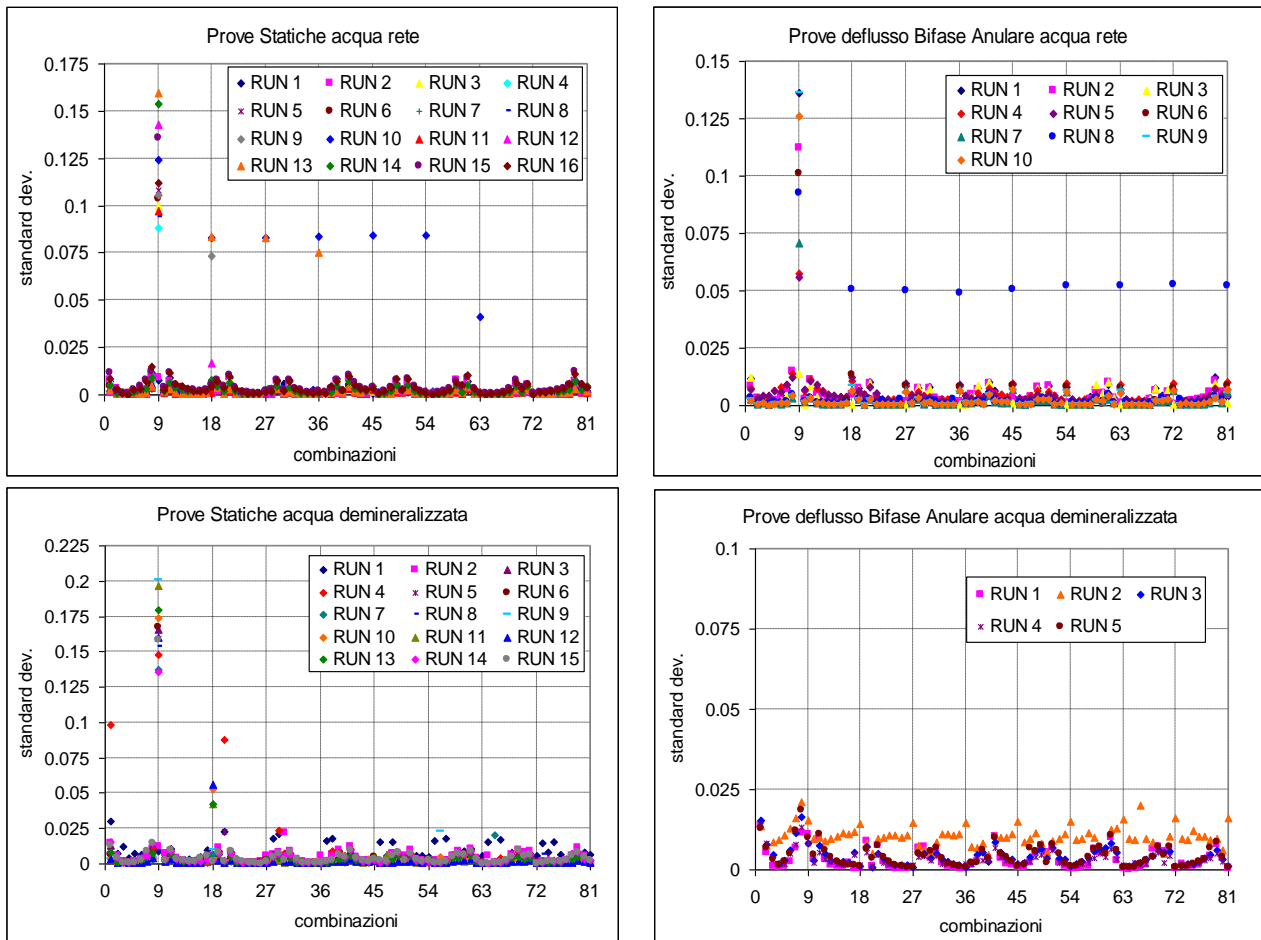 Prove Statiche acqua rete
0.175
0.15
0.125
0.1
0.075
0.05
0.025
0
standard dev.
RUN 1 RUN 2 RUN 3 RUN 4
RUN 5 RUN 6 RUN 7 RUN 8
RUN 9 RUN 10 RUN 11 RUN 12
RUN 13 RUN 14 RUN 15 RUN 16
0 9 18 27 36 45 54 63 72 81
combinazioni
Prove deflusso Bifase Anulare acqua rete
0.15
0.125
0.1
0.075
0.05
0.025
0
standard dev.
RUN 1 RUN 2 RUN 3
RUN 4 RUN 5 RUN 6
RUN 7 RUN 8 RUN 9
RUN 10
0 9 18 27 36 45 54 63 72 81
combinazioni
Prove Statiche acqua demineralizzata
0.225
0.2
0.175
0.15
0.125
0.1
0.075
0.05
0.025
0
standard dev.
RUN 1 RUN 2 RUN 3
RUN 4 RUN 5 RUN 6
RUN 7 RUN 8 RUN 9
RUN 10 RUN 11 RUN 12
RUN 13 RUN 14 RUN 15
0 9 18 27 36 45 54 63 72 81
combinazioni
Prove deflusso Bifase Anulare acqua demineralizzata
0.1
0.075
0.05
0.025
0
standard dev.
RUN 1 RUN 2 RUN 3
RUN 4 RUN 5
0 9 18 27 36 45 54 63 72 81
combinazioni